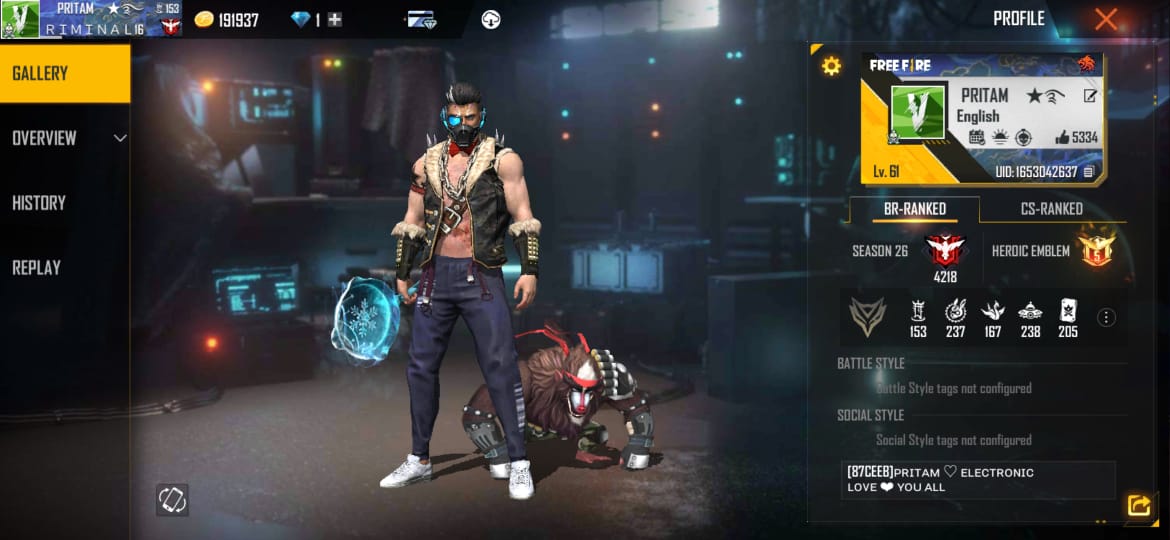 PRITAM ★
153
R I M I N A L 16
191937
1
PROFILE
GALLERY
OVERVIEW
HISTORY
REPLAY
FREE FIRE
PRITAM ★
English
5334
Lv. 61
UID:1653042637
BR-RANKED
CS-RANKED
SEASON 26
4218
HEROIC EMBLEM
5
153
237
167
238
205
BATTLE STYLE
Battle Style tags not configured
SOCIAL STYLE
Social Style tags not configured
[87CEEB]PRITAM ♡ ELECTRONIC
LOVE ❤ YOU ALL